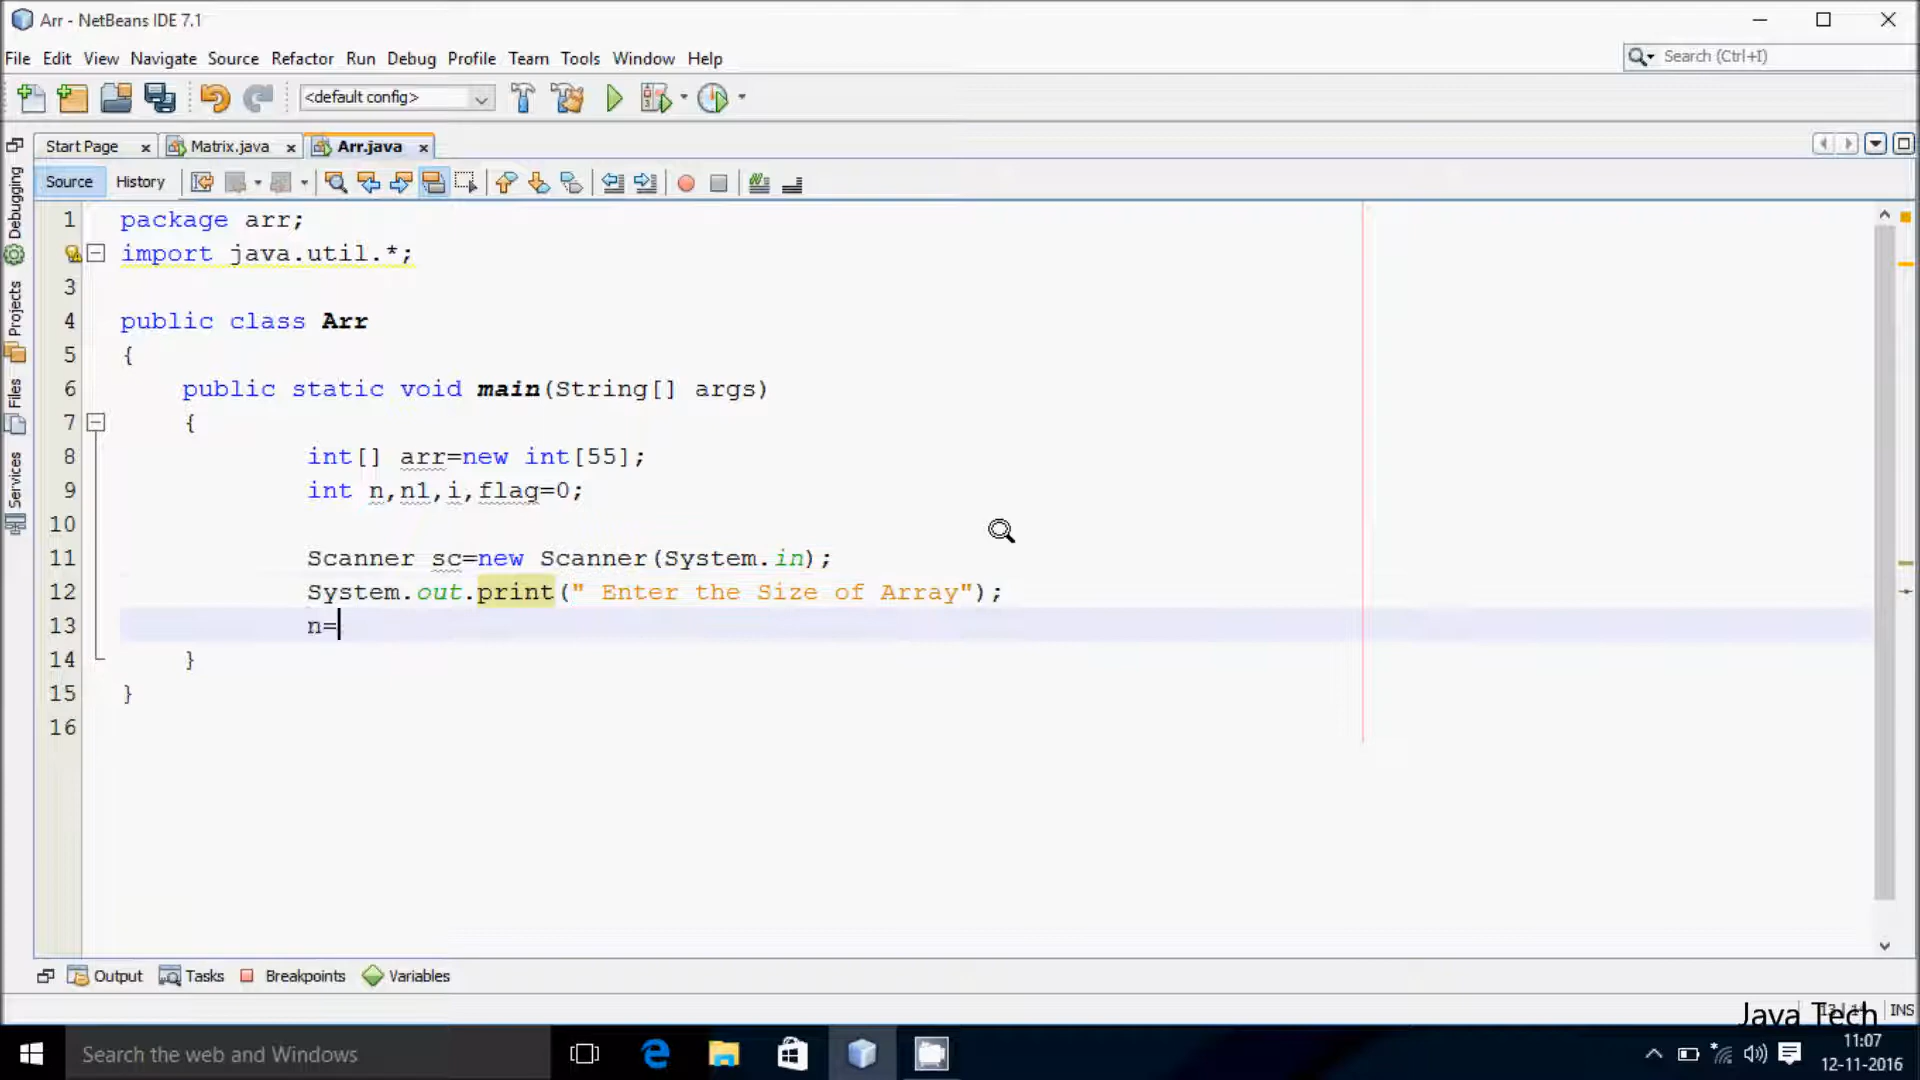 Arr - NetBeans IDE 7.1
File Edit View Navigate Source Refactor Run Debug Profile Team Tools Window Help
Search (Ctrl+I)
<default config>
Start Page Matrix.java Arr.java
Source History
Debugging
Projects
Files
Services
1 package arr;
import java.util.*;
3
4 public class Arr
5 {
6 public static void main(String[] args)
7 {
8 int[] arr=new int[55];
9 int n,n1,i,flag=0;
10
11 Scanner sc=new Scanner(System.in);
12 System.out.print(" Enter the Size of Array");
13 n=
14 }
15 }
16
Output Tasks Breakpoints Variables
INS
Java Tech
Search the web and Windows
11:07
12-11-2016